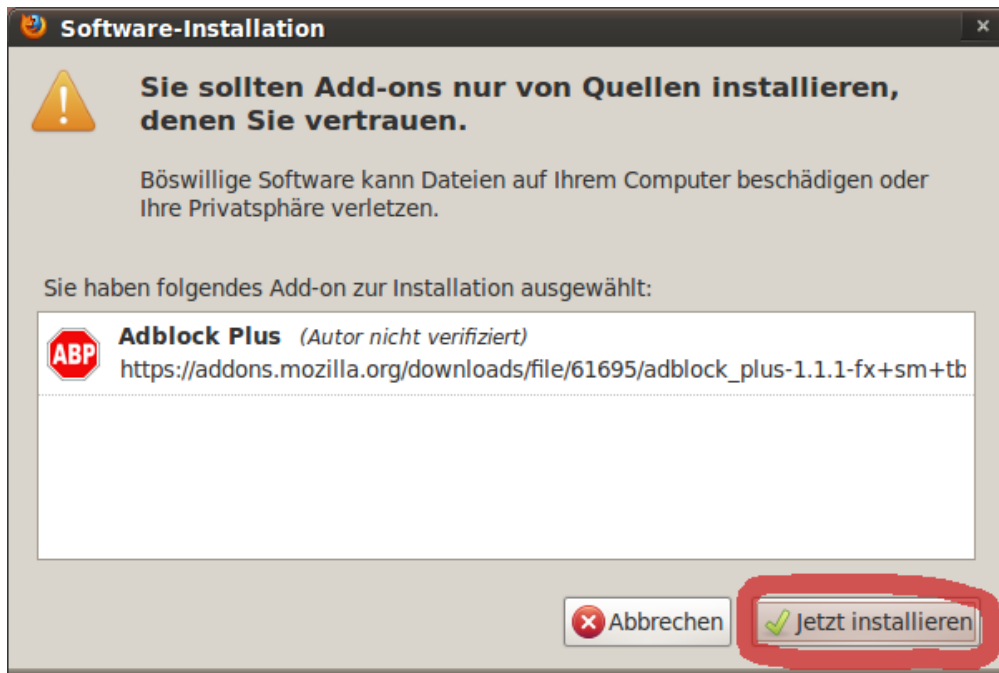 Software-Installation
Sie sollten Add-ons nur von Quellen installieren,
denen Sie vertrauen.
Böswillige Software kann Dateien auf Ihrem Computer beschädigen oder
Ihre Privatsphäre verletzen.
Sie haben folgendes Add-on zur Installation ausgewählt:
ABP
Adblock Plus (Autor nicht verifiziert)
https://addons.mozilla.org/downloads/file/61695/adblock_plus-1.1.1-fx+sm+tb
Abbrechen
Jetzt installieren